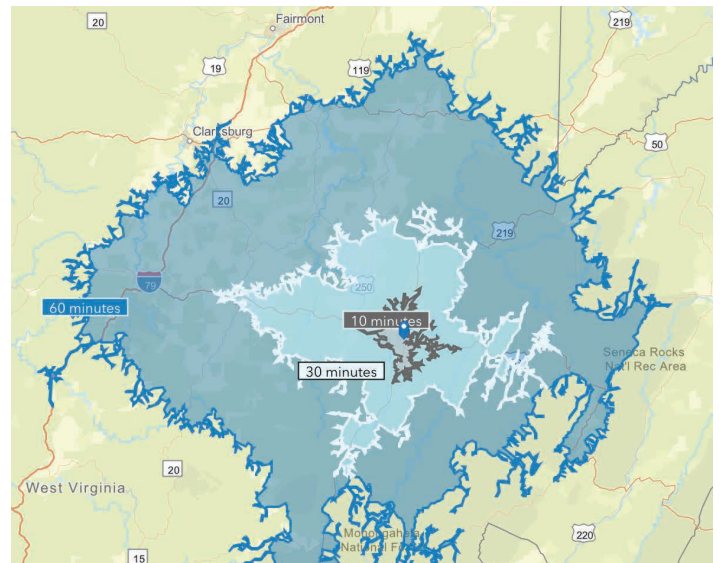 20
Fairmont
219
19
119
Clarksburg
50
20
219
79
250
60 minutes
10 minutes
30 minutes
Seneca Rocks
Nat'l Rec Area
20
West Virginia
220
Monongahela
National
15